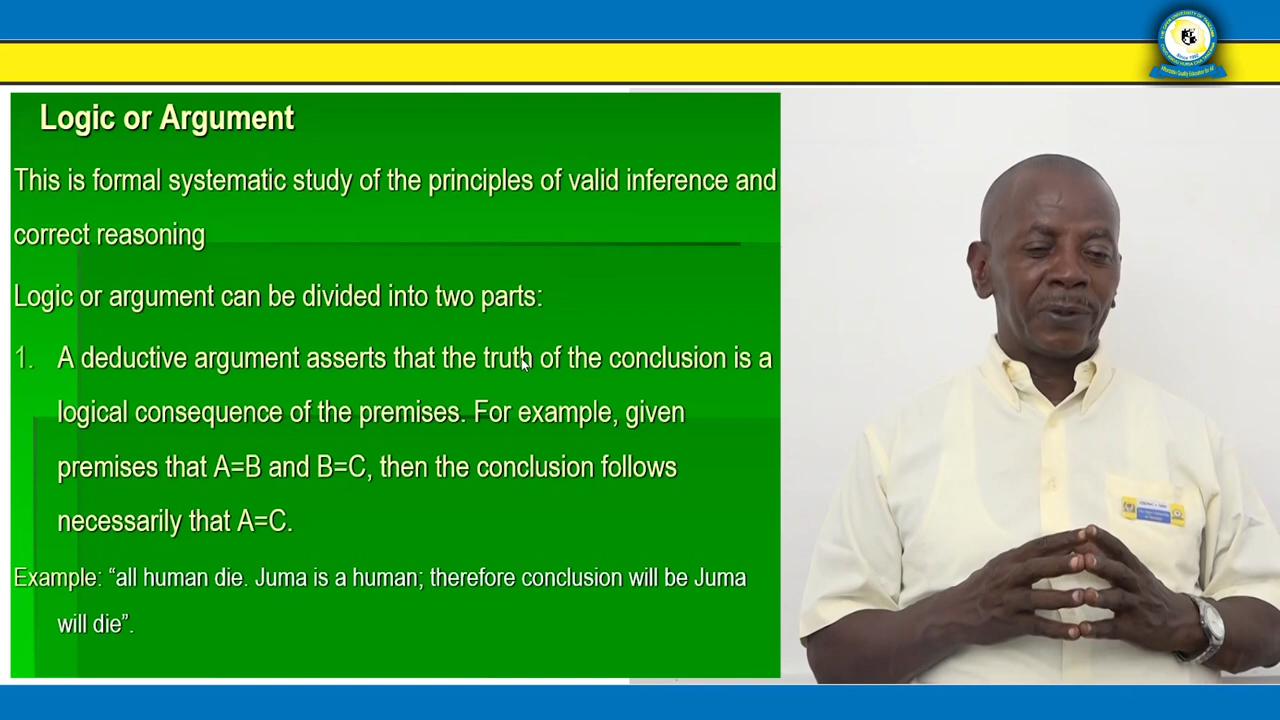 Logic or Argument
This is formal systematic study of the principles of valid inference and
correct reasoning
Logic or argument can be divided into two parts:
1. A deductive argument asserts that the truth of the conclusion is a
logical consequence of the premises. For example, given
premises that A=B and B=C, then the conclusion follows
necessarily that A=C.
Example: “all human die. Juma is a human; therefore conclusion will be Juma
will die”.